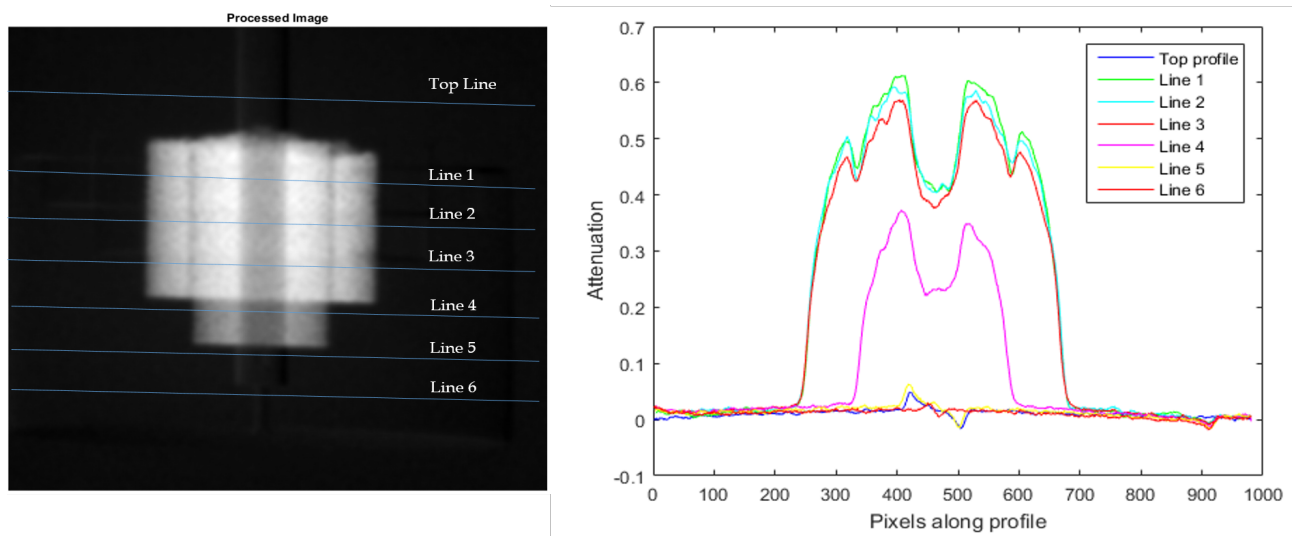 Processed Image
Top Line
Line 1
Line 2
Line 3
Line 4
Line 5
Line 6
Attenuation
0.7
0.6
0.5
0.4
0.3
0.2
0.1
0
-0.1
0 100 200 300 400 500 600 700 800 900 1000
Pixels along profile
Top profile
Line 1
Line 2
Line 3
Line 4
Line 5
Line 6